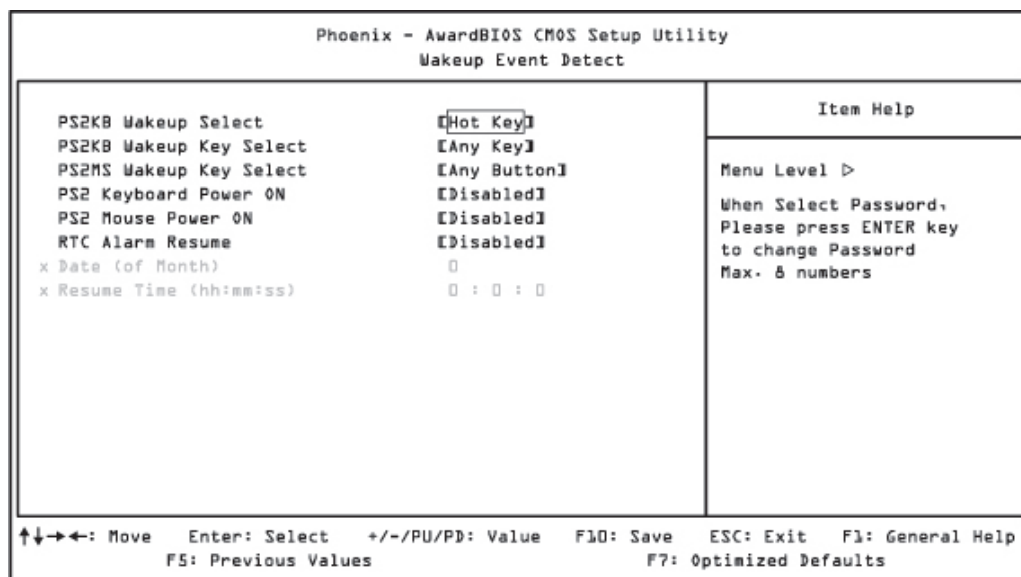 Phoenix - AwardBIOS CMOS Setup Utility
Wakeup Event Detect
PS2KB Wakeup Select [Hot Key]
PS2KB Wakeup Key Select [Any Key]
PS2MS Wakeup Key Select [Any Button]
PS2 Keyboard Power ON [Disabled]
PS2 Mouse Power ON [Disabled]
RTC Alarm Resume [Disabled]
x Date (of Month) 0
x Resume Time (hh:mm:ss) 0 : 0 : 0
Item Help
Menu Level ▷
When Select Password,
Please press ENTER key
to change Password
Max. 8 numbers
↑↓→←: Move Enter: Select +/-/PU/PD: Value F10: Save ESC: Exit F1: General Help
F5: Previous Values F7: Optimized Defaults